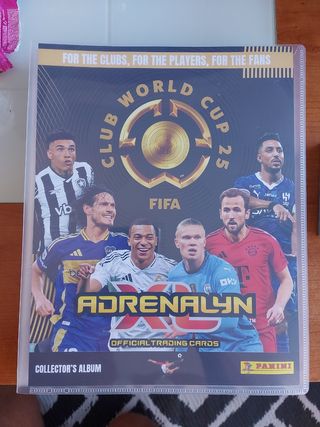 FOR THE CLUBS, FOR THE PLAYERS, FOR THE FANS
CLUB WORLD CUP 25
FIFA
ADRENALYN
XL™
OFFICIAL TRADING CARDS
COLLECTOR'S ALBUM
PANINI